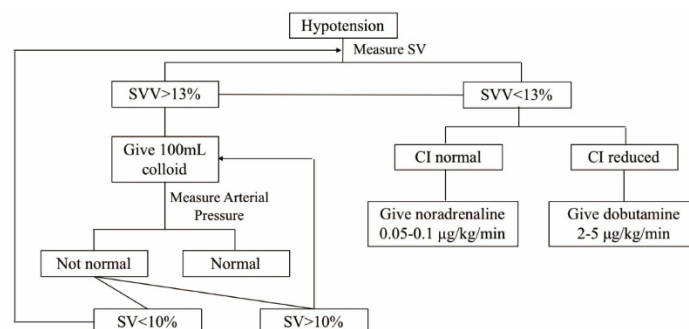 Hypotension
Measure SV
SVV>13%
SVV<13%
Give 100mL
colloid
CI normal
CI reduced
Measure Arterial
Pressure
Give noradrenaline
0.05-0.1 μg/kg/min
Give dobutamine
2-5 μg/kg/min
Not normal
Normal
SV<10%
SV>10%